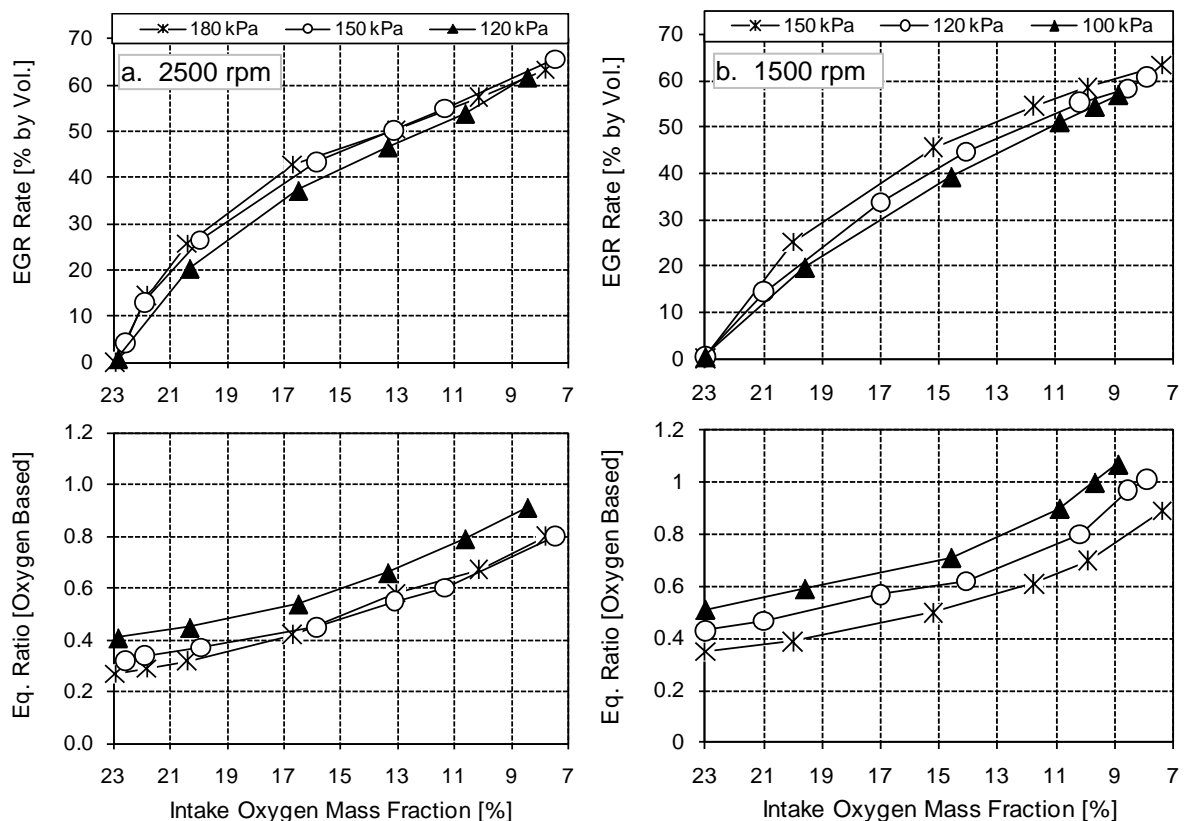 180 kPa 150 kPa 120 kPa
a. 2500 rpm
EGR Rate [% by Vol.]
70
60
50
40
30
20
10
0
23 21 19 17 15 13 11 9 7
150 kPa 120 kPa 100 kPa
b. 1500 rpm
EGR Rate [% by Vol.]
70
60
50
40
30
20
10
0
23 21 19 17 15 13 11 9 7
Eq. Ratio [Oxygen Based]
1.2
1.0
0.8
0.6
0.4
0.2
0.0
23 21 19 17 15 13 11 9 7
Intake Oxygen Mass Fraction [%]
Eq. Ratio [Oxygen Based]
1.2
1
0.8
0.6
0.4
0.2
0
23 21 19 17 15 13 11 9 7
Intake Oxygen Mass Fraction [%]